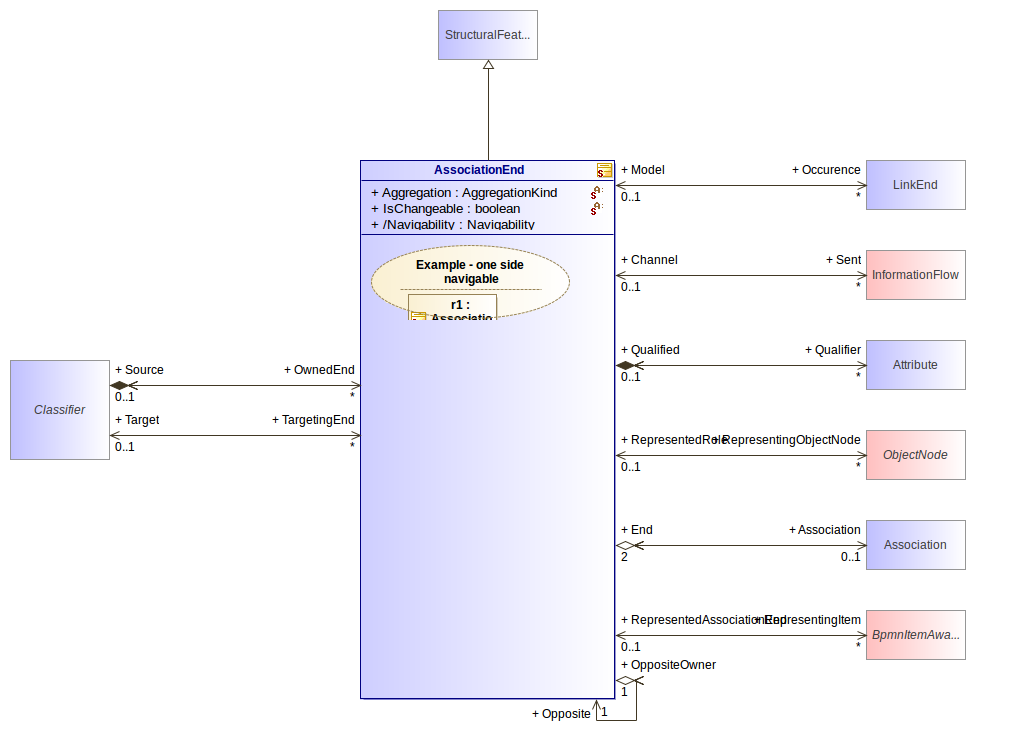 StructuralFeat...
AssociationEnd
+ Aggregation : AggregationKind
+ IsChangeable : boolean
+ /Navigability : Navigability
Example - one side
navigable
r1 :
Associatio
+ Model
+ Occurence
0..1
*
LinkEnd
+ Channel
+ Sent
0..1
*
InformationFlow
+ Source
+ OwnedEnd
0..1
*
+ Target
+ TargetingEnd
0..1
*
Classifier
+ Qualified
+ Qualifier
0..1
*
Attribute
+ RepresentedRole
+ RepresentingObjectNode
0..1
*
ObjectNode
+ End
+ Association
2
0..1
Association
+ RepresentedAssociationEnd
+ RepresentingItem
0..1
*
BpmnItemAwa...
+ OppositeOwner
1
+ Opposite
1